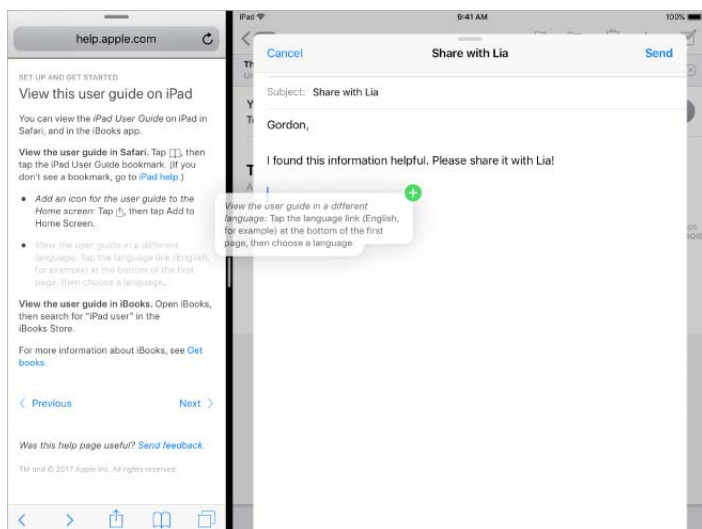 iPad
9:41 AM
100%
help.apple.com
SET UP AND GET STARTED
View this user guide on iPad
You can view the iPad User Guide on iPad in
Safari, and in the iBooks app.
View the user guide in Safari. Tap , then
tap the iPad User Guide bookmark. (If you
don't see a bookmark, go to iPad help.)
• Add an icon for the user guide to the
Home screen: Tap , then tap Add to
Home Screen.
• View the user guide in a different
language: Tap the language link (English,
for example) at the bottom of the first
page, then choose a language.
View the user guide in iBooks. Open iBooks,
then search for "iPad user" in the
iBooks Store.
For more information about iBooks, see Get
books.
Previous
Next
Was this help page useful? Send feedback.
TM and © 2017 Apple Inc. All rights reserved.
Cancel
Share with Lia
Send
Subject: Share with Lia
Gordon,
I found this information helpful. Please share it with Lia!
View the user guide in a different
language: Tap the language link (English,
for example) at the bottom of the first
page, then choose a language.